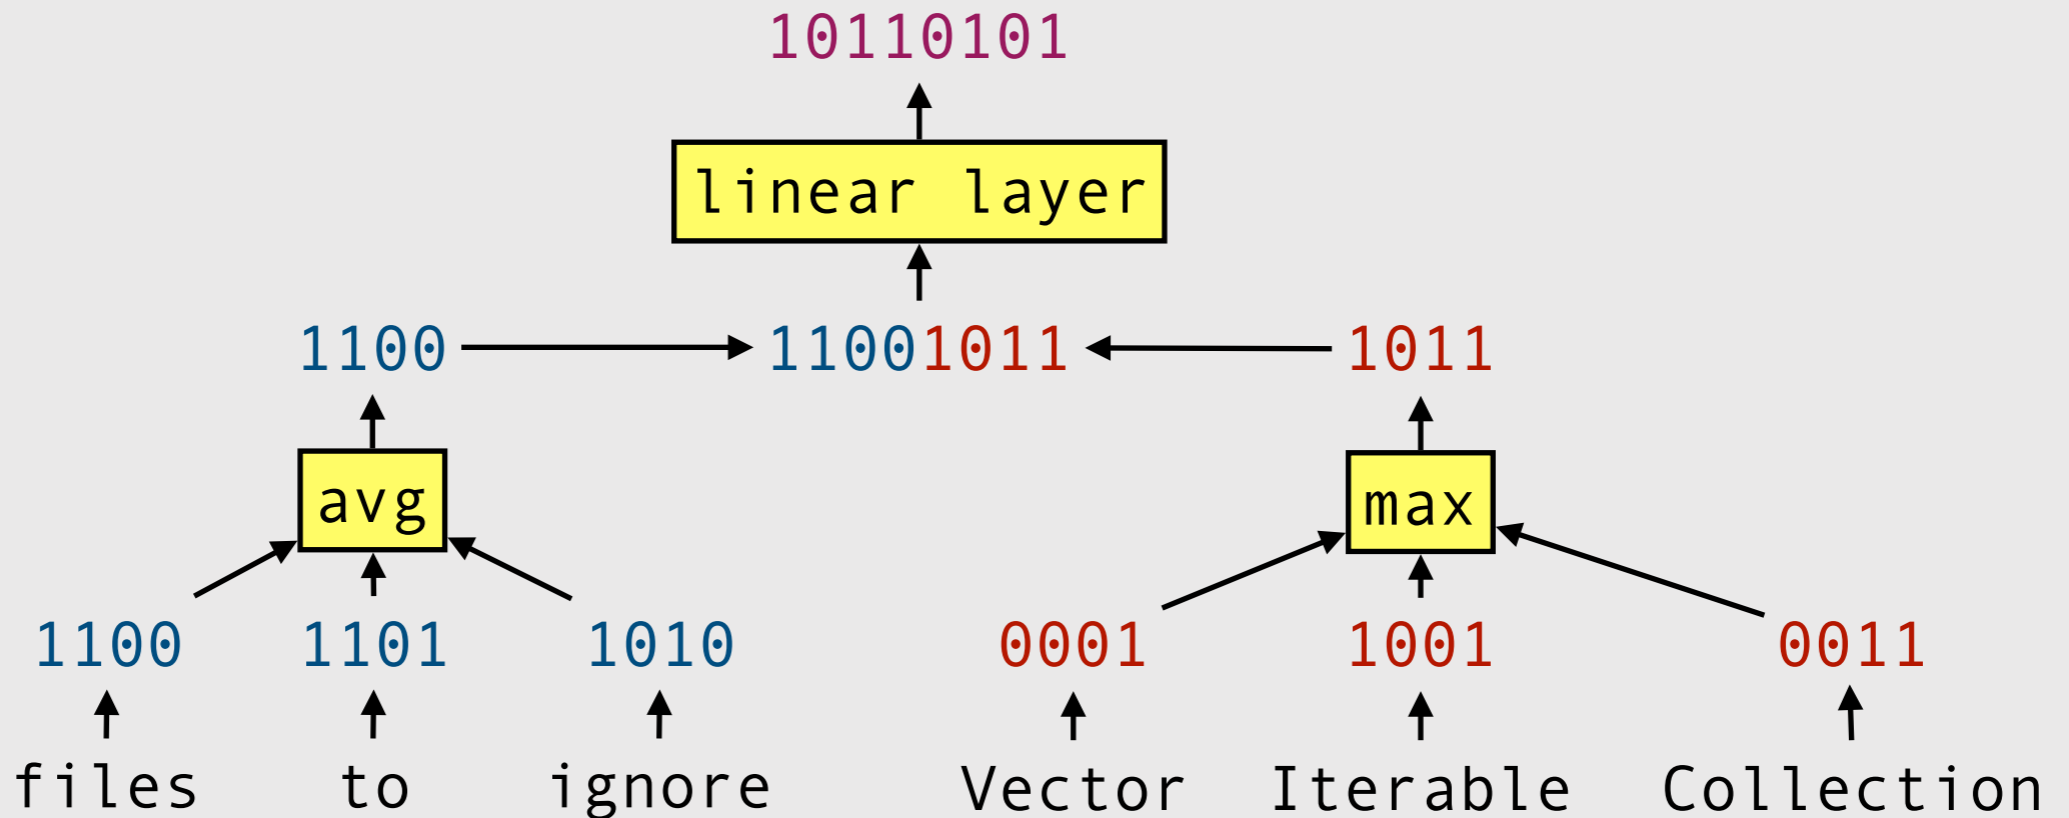 10110101
linear layer
1100 11001011 1011
avg max
1100 1101 1010 0001 1001 0011
files to ignore Vector Iterable Collection